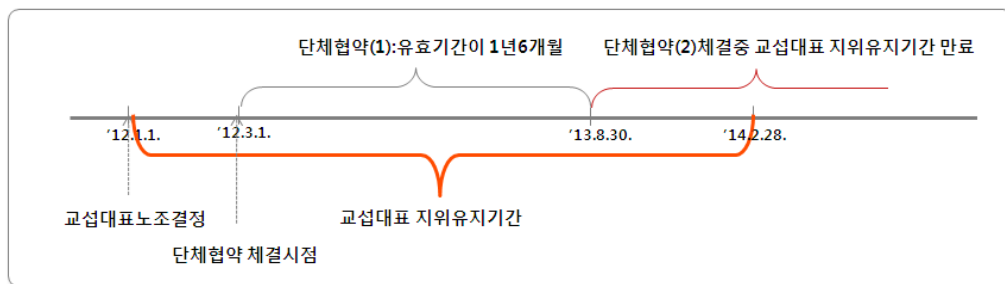 단체협약(1):유효기간이 1년6개월
단체협약(2)체결중 교섭대표 지위유지기간 만료
'12.1.1.
'12.3.1.
'13.8.30.
'14.2.28.
교섭대표노조결정
교섭대표 지위유지기간
단체협약 체결시점